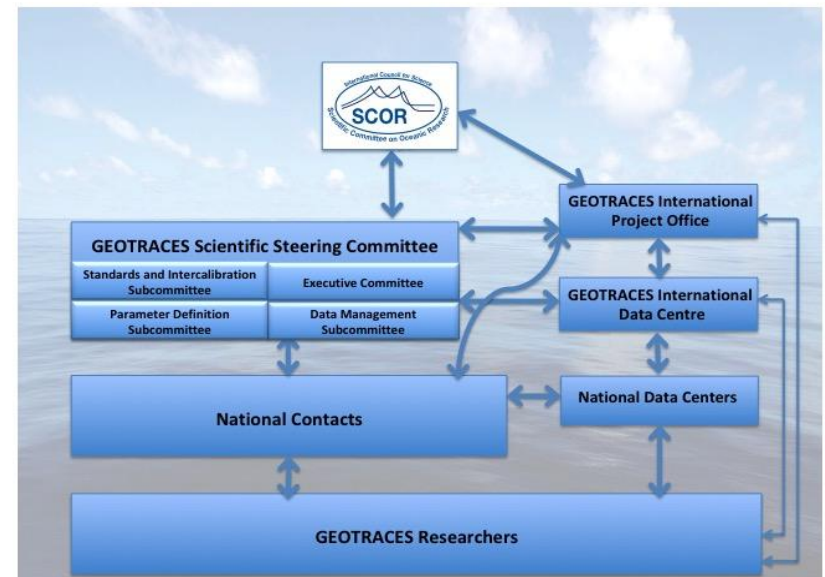 International Council for Science
SCOR
Scientific Committee on Oceanic Research
GEOTRACES International
Project Office
GEOTRACES Scientific Steering Committee
Standards and Intercalibration
Subcommittee
Executive Committee
Parameter Definition
Subcommittee
Data Management
Subcommittee
GEOTRACES International
Data Centre
National Contacts
National Data Centers
GEOTRACES Researchers